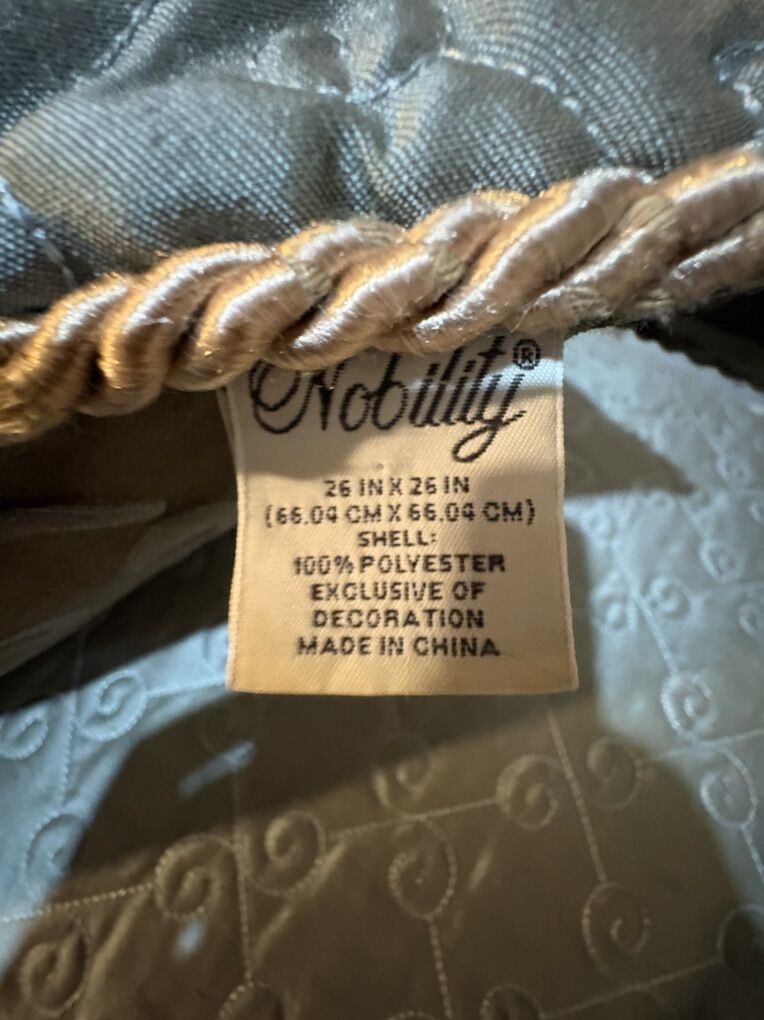 Nobility®
26 IN X 26 IN
(66.04 CM X 66.04 CM)
SHELL:
100% POLYESTER
EXCLUSIVE OF
DECORATION
MADE IN CHINA